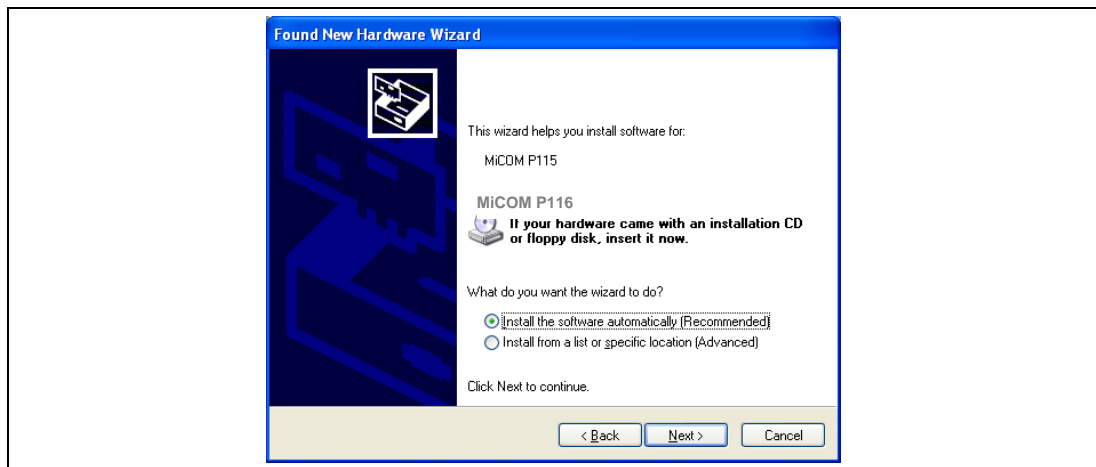 Found New Hardware Wizard
This wizard helps you install software for:
MiCOM P115
MiCOM P116
If your hardware came with an installation CD
or floppy disk, insert it now.
What do you want the wizard to do?
Install the software automatically (Recommended)
Install from a list or specific location (Advanced)
Click Next to continue.
< Back Next > Cancel